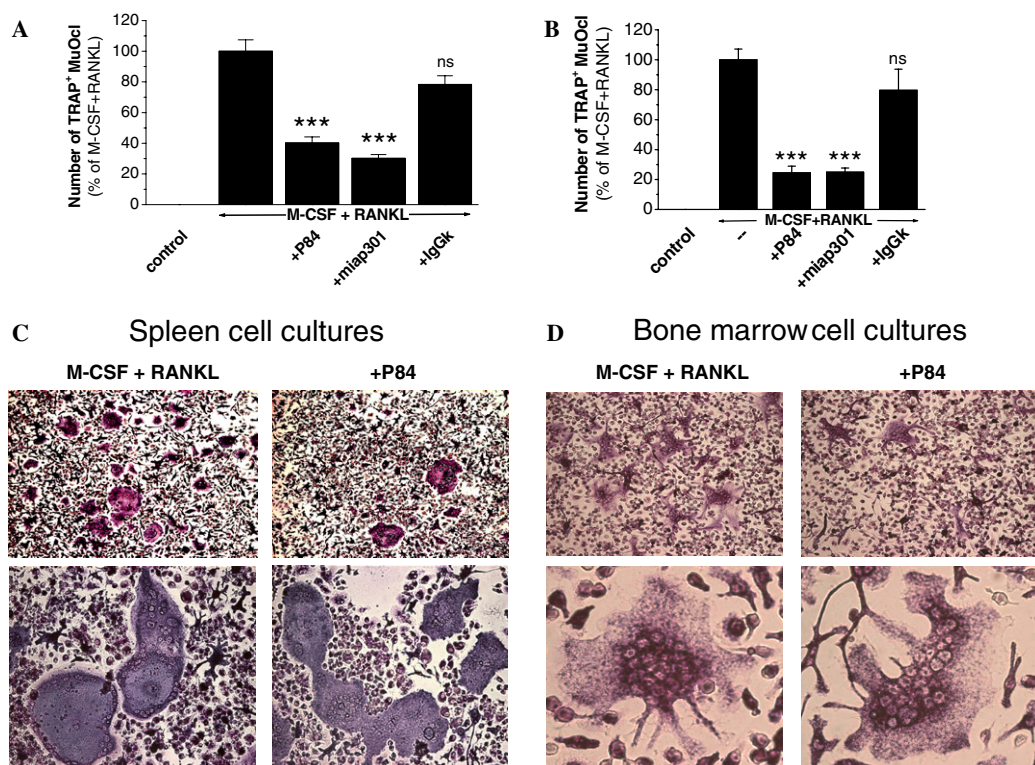 A
Number of TRAP⁺ MuOcl
(% of M-CSF+RANKL)
120
100
80
60
40
20
0
***
***
ns
M-CSF + RANKL
control
+P84
+miap301
+IgGk
B
Number of TRAP⁺ MuOcl
(% of M-CSF+RANKL)
120
100
80
60
40
20
0
***
***
ns
M-CSF+RANKL
control
--
+P84
+miap301
+IgGk
C
Spleen cell cultures
M-CSF + RANKL
+P84
D
Bone marrow cell cultures
M-CSF + RANKL
+P84